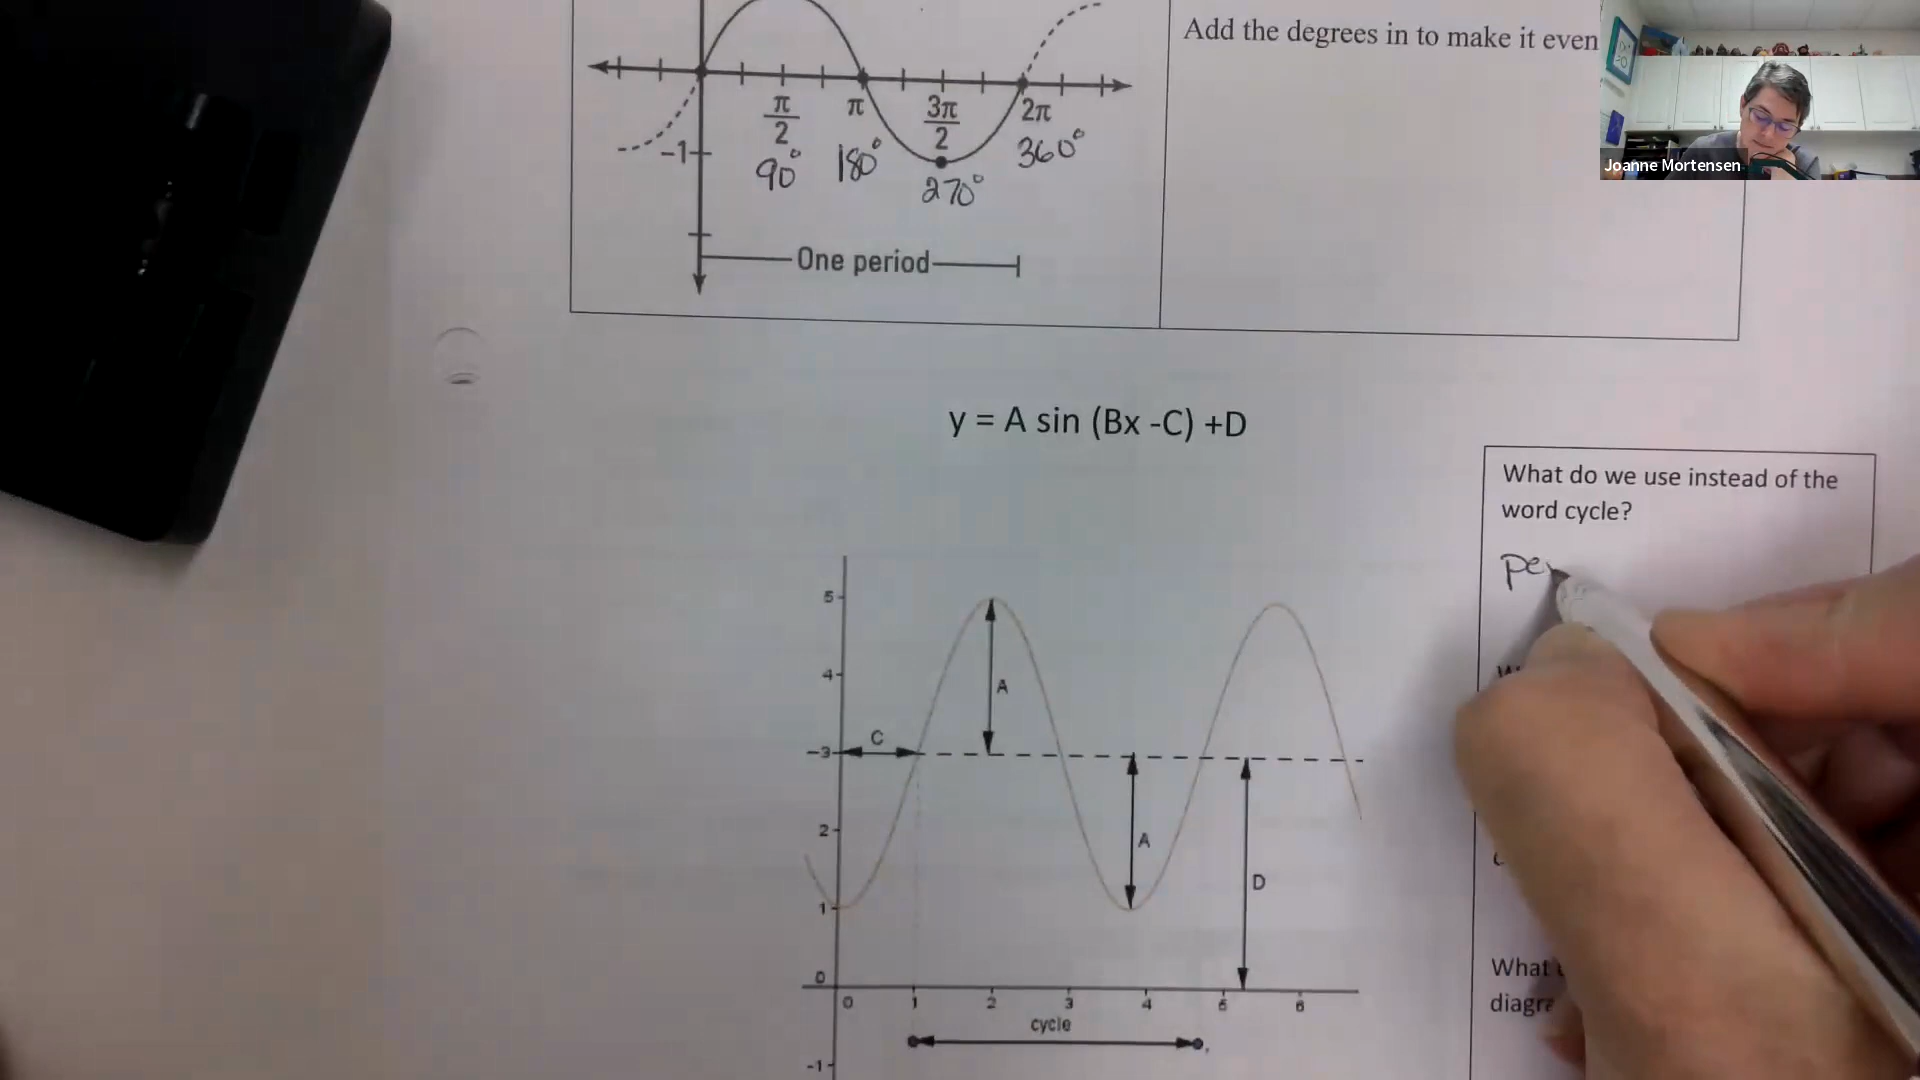 Add the degrees in to make it even
Joanne Mortensen
π/2
π
3π/2
2π
-1
90°
180°
270°
360°
One period
y = A sin (Bx -C) +D
What do we use instead of the
word cycle?
pe
5
4
A
C
-3
2
A
D
1
0
0
1
2
3
4
6
cycle
-1
What